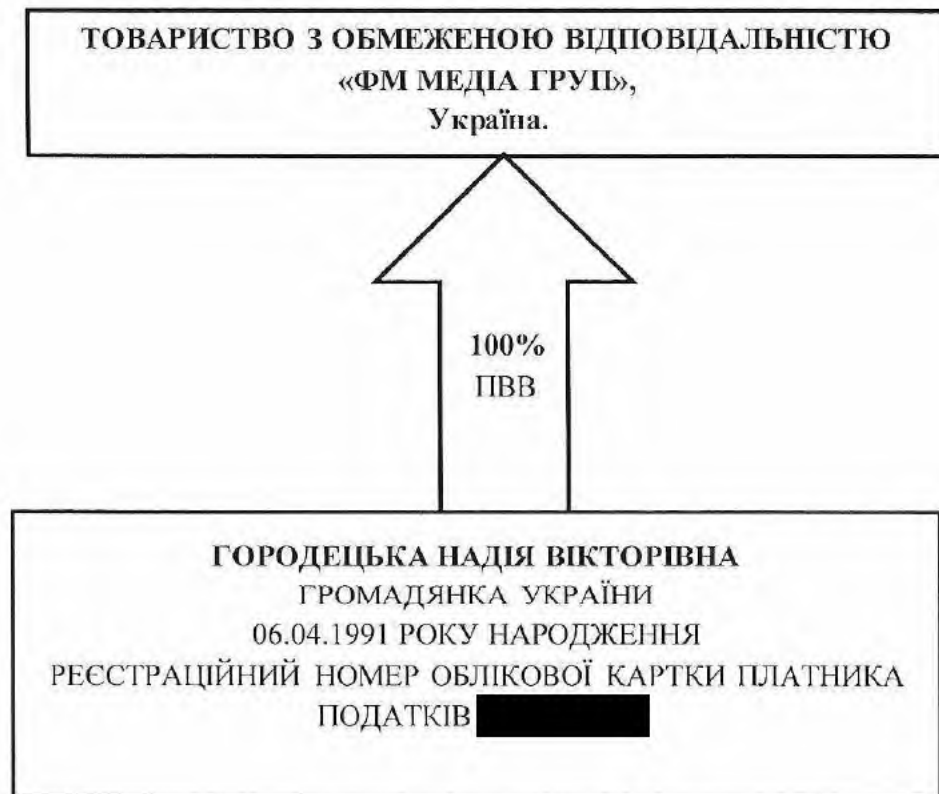 ТОВАРИСТВО З ОБМЕЖЕНОЮ ВІДПОВІДАЛЬНІСТЮ
«ФМ МЕДІА ГРУП»,
Україна.
100%
ПВВ
ГОРОДЕЦЬКА НАДІЯ ВІКТОРІВНА
ГРОМАДЯНКА УКРАЇНИ
06.04.1991 РОКУ НАРОДЖЕННЯ
РЕЄСТРАЦІЙНИЙ НОМЕР ОБЛІКОВОЇ КАРТКИ ПЛАТНИКА
ПОДАТКІВ